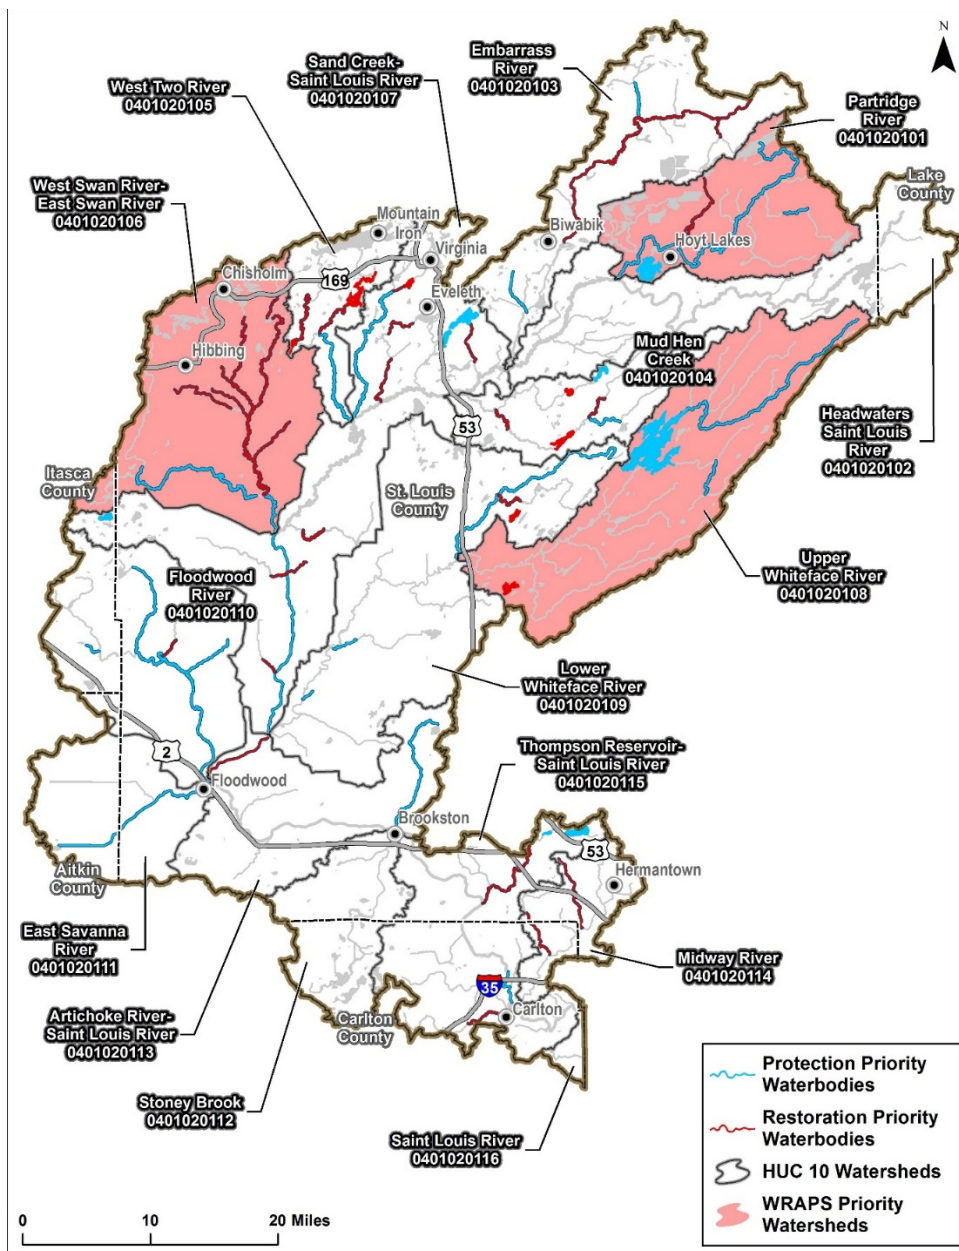 N
Embarrass
River
0401020103
Sand Creek-
Saint Louis River
0401020107
West Two River
0401020105
Partridge
River
0401020101
Lake
County
West Swan River-
East Swan River
0401020106
Mountain
Iron
Virginia
Biwabik
Hoyt Lakes
Chisholm
169
Eveleth
Hibbing
Mud Hen
Creek
0401020104
53
Headwaters
Saint Louis
River
0401020102
Itasca
County
St. Louis
County
Upper
Whiteface River
0401020108
Floodwood
River
0401020110
Lower
Whiteface River
0401020109
2
Floodwood
Thompson Reservoir-
Saint Louis River
0401020115
Brookston
53
Hermantown
Aitkin
County
East Savanna
River
0401020111
Midway River
0401020114
35
Carlton
Artichoke River-
Saint Louis River
0401020113
Carlton
County
Stoney Brook
0401020112
Saint Louis River
0401020116
Protection Priority
Waterbodies
Restoration Priority
Waterbodies
HUC 10 Watersheds
WRAPS Priority
Watersheds
0 10 20 Miles